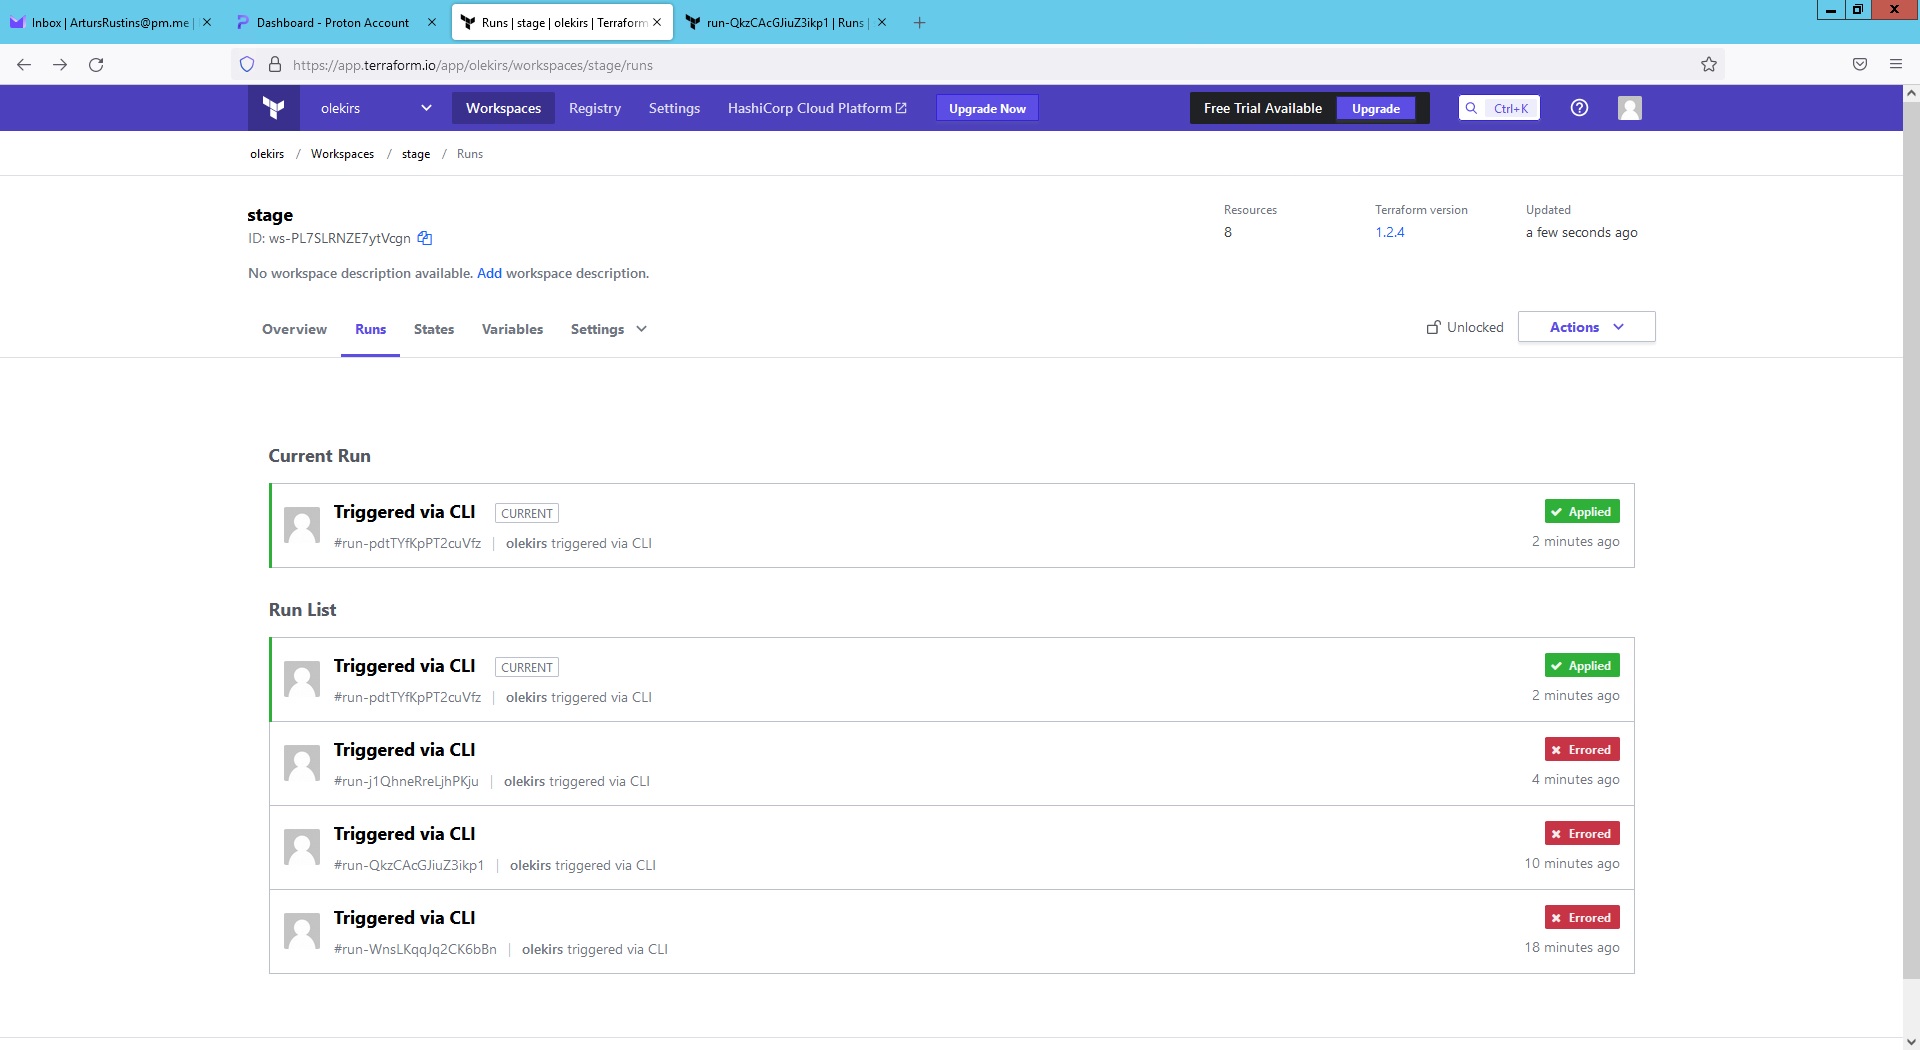 Inbox | ArtursRustins@pm.me |
Dashboard - Proton Account
Runs | stage | olekirs | Terraform
run-QkzCAcGJiuZ3ikp1 | Runs |
https://app.terraform.io/app/olekirs/workspaces/stage/runs
olekirs
Workspaces
Registry
Settings
HashiCorp Cloud Platform
Upgrade Now
Free Trial Available
Upgrade
Ctrl+K
olekirs / Workspaces / stage / Runs
stage
ID: ws-PL7SLRNZE7ytVcgn
No workspace description available. Add workspace description.
Resources
8
Terraform version
1.2.4
Updated
a few seconds ago
Overview
Runs
States
Variables
Settings
Unlocked
Actions
Current Run
Triggered via CLI CURRENT
Applied
#run-pdtTYfKpPT2cuVfz | olekirs triggered via CLI
2 minutes ago
Run List
Triggered via CLI CURRENT
Applied
#run-pdtTYfKpPT2cuVfz | olekirs triggered via CLI
2 minutes ago
Triggered via CLI
Errored
#run-j1QhneRreLjhPKju | olekirs triggered via CLI
4 minutes ago
Triggered via CLI
Errored
#run-QkzCAcGJiuZ3ikp1 | olekirs triggered via CLI
10 minutes ago
Triggered via CLI
Errored
#run-WnsLKqqJq2CK6bBn | olekirs triggered via CLI
18 minutes ago